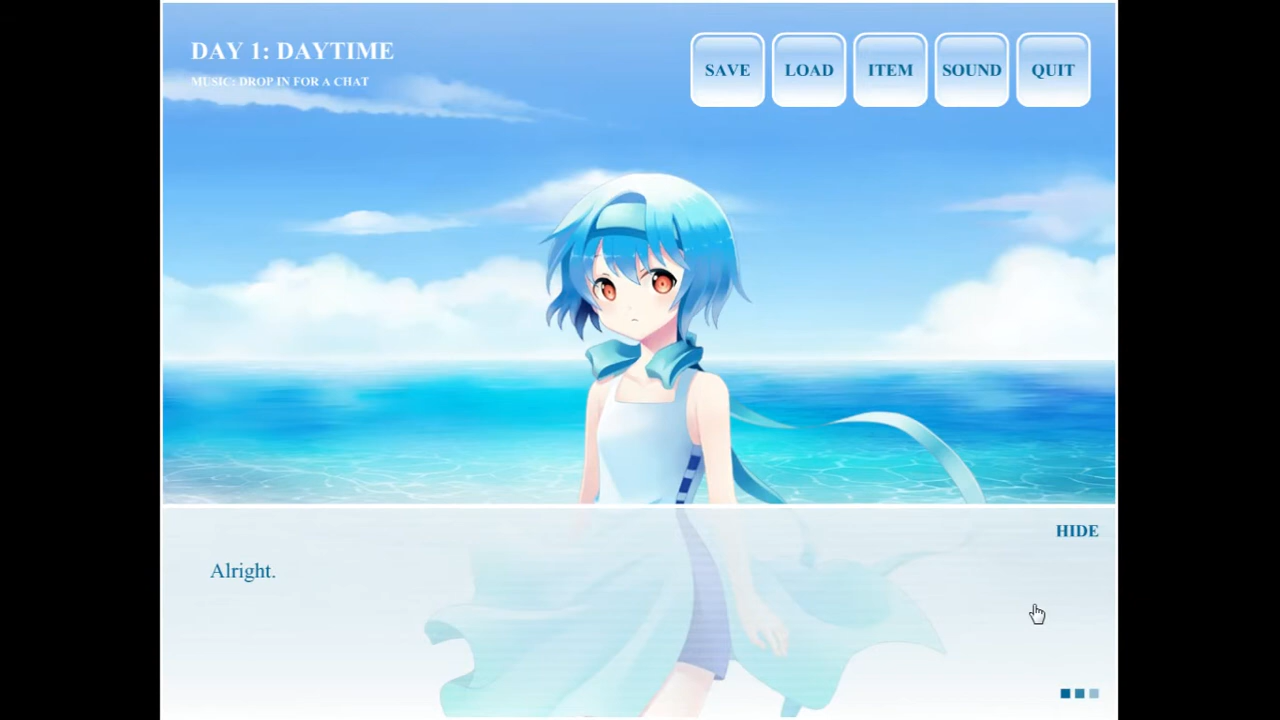 DAY 1: DAYTIME
MUSIC: DROP IN FOR A CHAT
SAVE
LOAD
ITEM
SOUND
QUIT
HIDE
Alright.